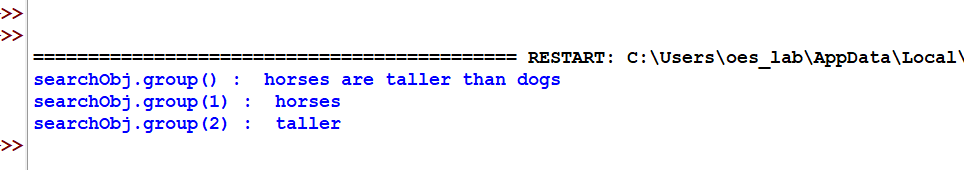 >>
>>
============================================ RESTART: C:\Users\oes_lab\AppData\Local\
searchObj.group() :  horses are taller than dogs
searchObj.group(1) :  horses
searchObj.group(2) :  taller
>>